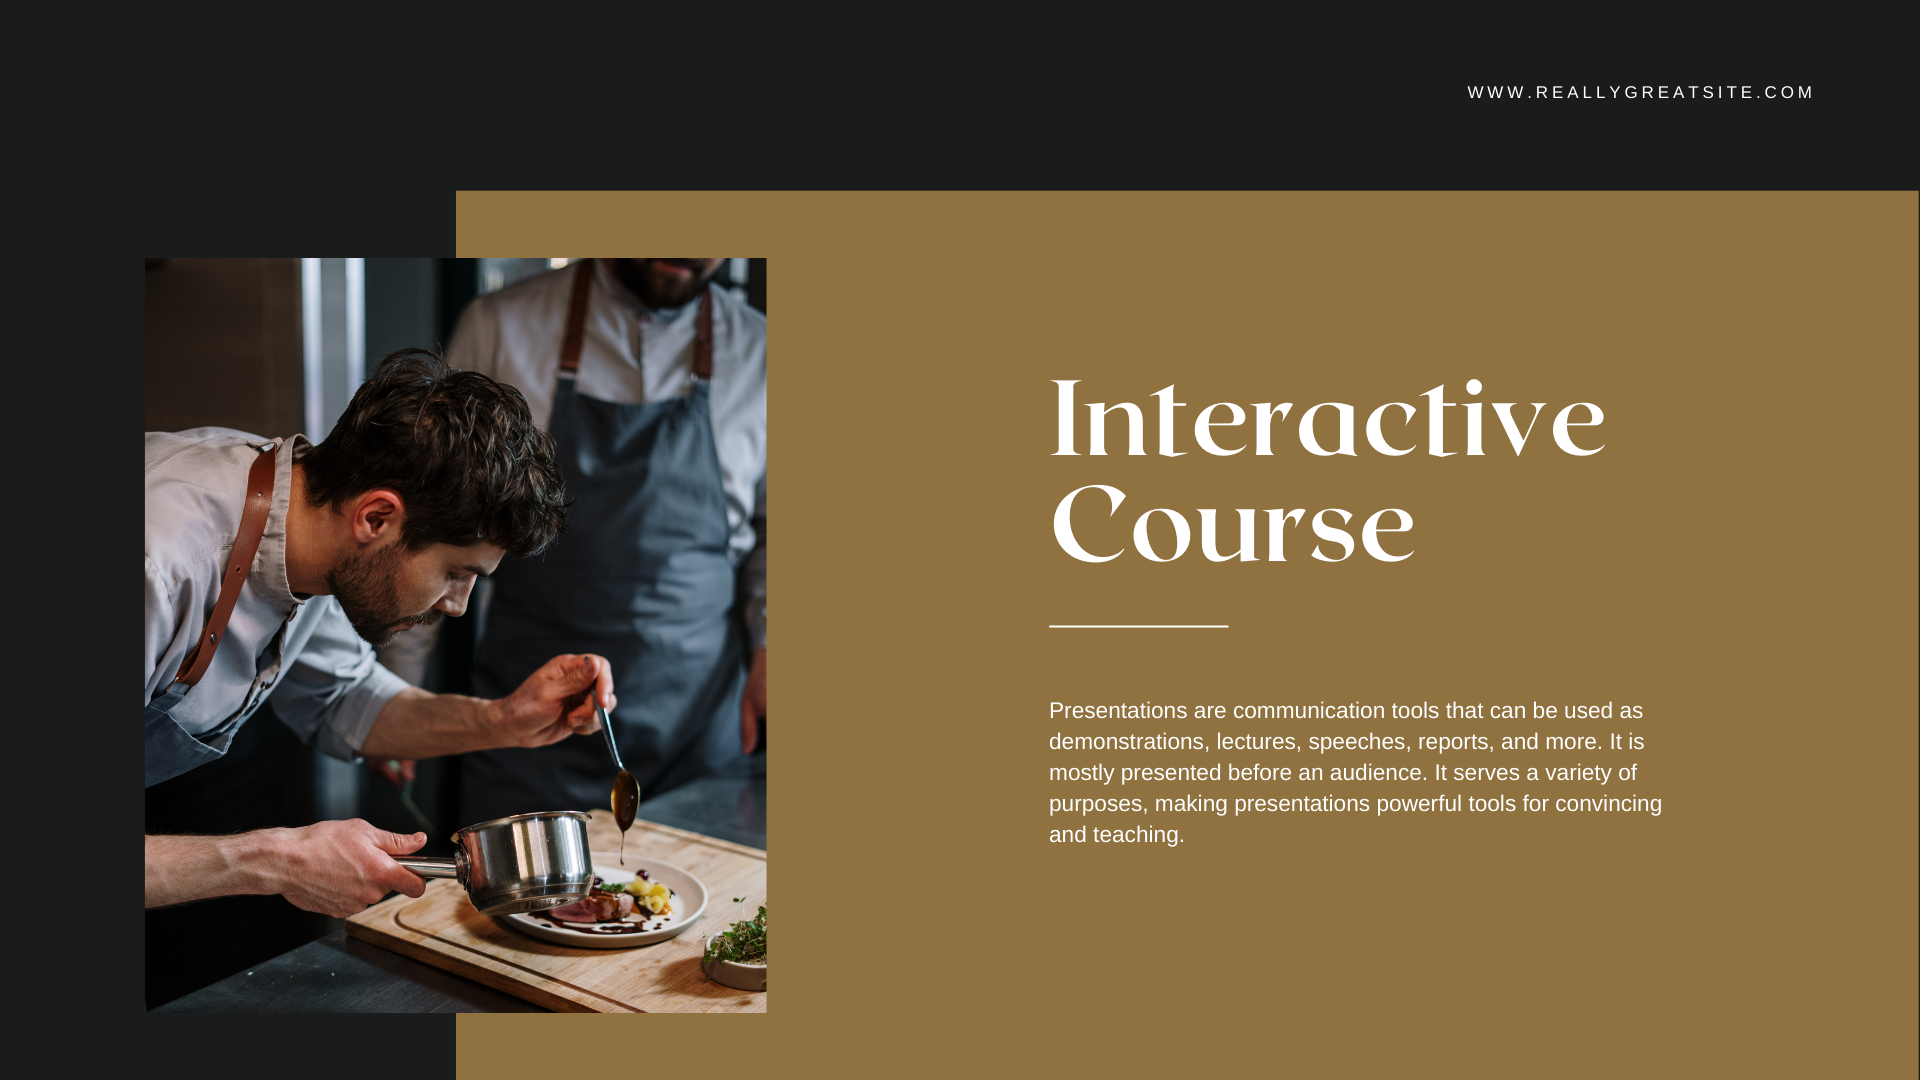 WWW.REALLYGREATSITE.COM
Interactive
Course
Presentations are communication tools that can be used as
demonstrations, lectures, speeches, reports, and more. It is
mostly presented before an audience. It serves a variety of
purposes, making presentations powerful tools for convincing
and teaching.